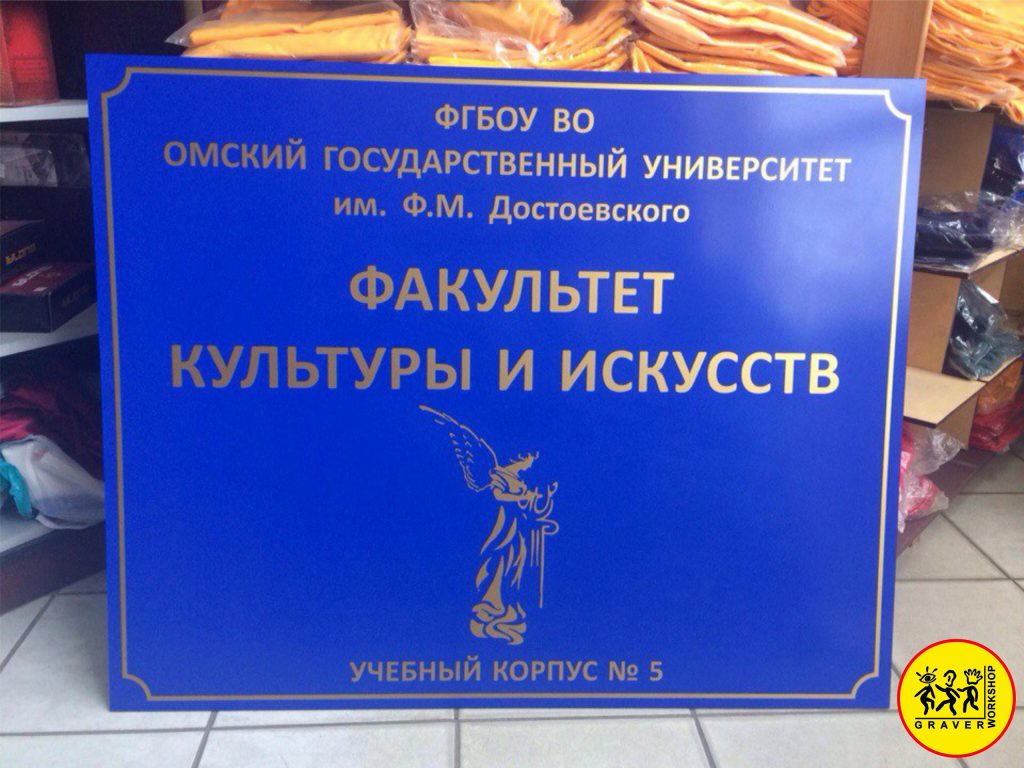 ФГБОУ ВО
ОМСКИЙ ГОСУДАРСТВЕННЫЙ УНИВЕРСИТЕТ
им. Ф.М. Достоевского
ФАКУЛЬТЕТ
КУЛЬТУРЫ И ИСКУССТВ
УЧЕБНЫЙ КОРПУС № 5
GRAVER
WORKSHOP